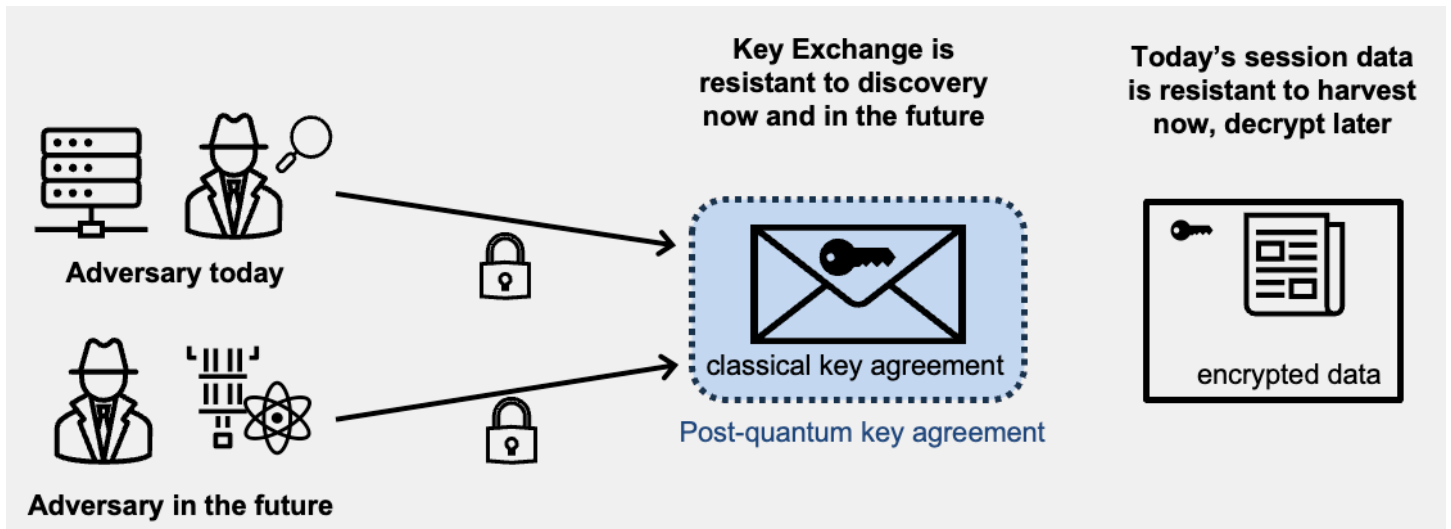 Key Exchange is
resistant to discovery
now and in the future
Today's session data
is resistant to harvest
now, decrypt later
Adversary today
classical key agreement
encrypted data
Post-quantum key agreement
Adversary in the future